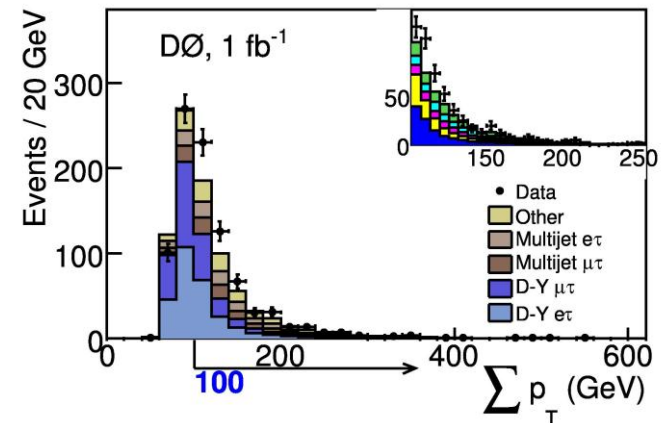 DØ, 1 fb⁻¹
Events / 20 GeV
300
200
100
0
50
0
150
200
250
Data
Other
Multijet eτ
Multijet μτ
D-Y μτ
D-Y eτ
0
200
400
600
100
∑ p_T (GeV)